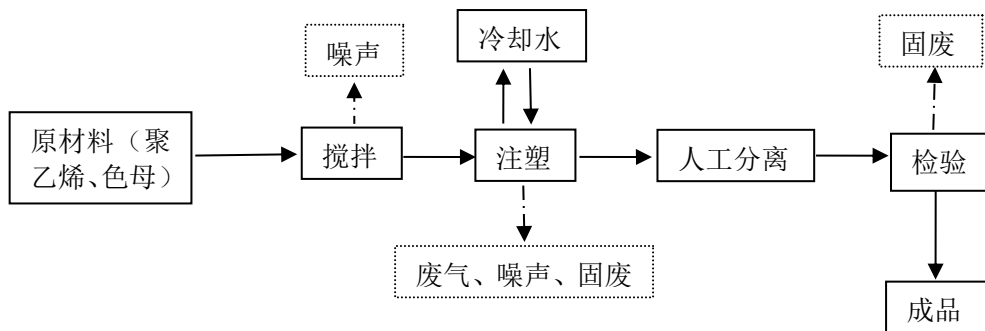 噪声
冷却水
固废
原材料（聚
乙烯、色母）
搅拌
注塑
人工分离
检验
废气、噪声、固废
成品